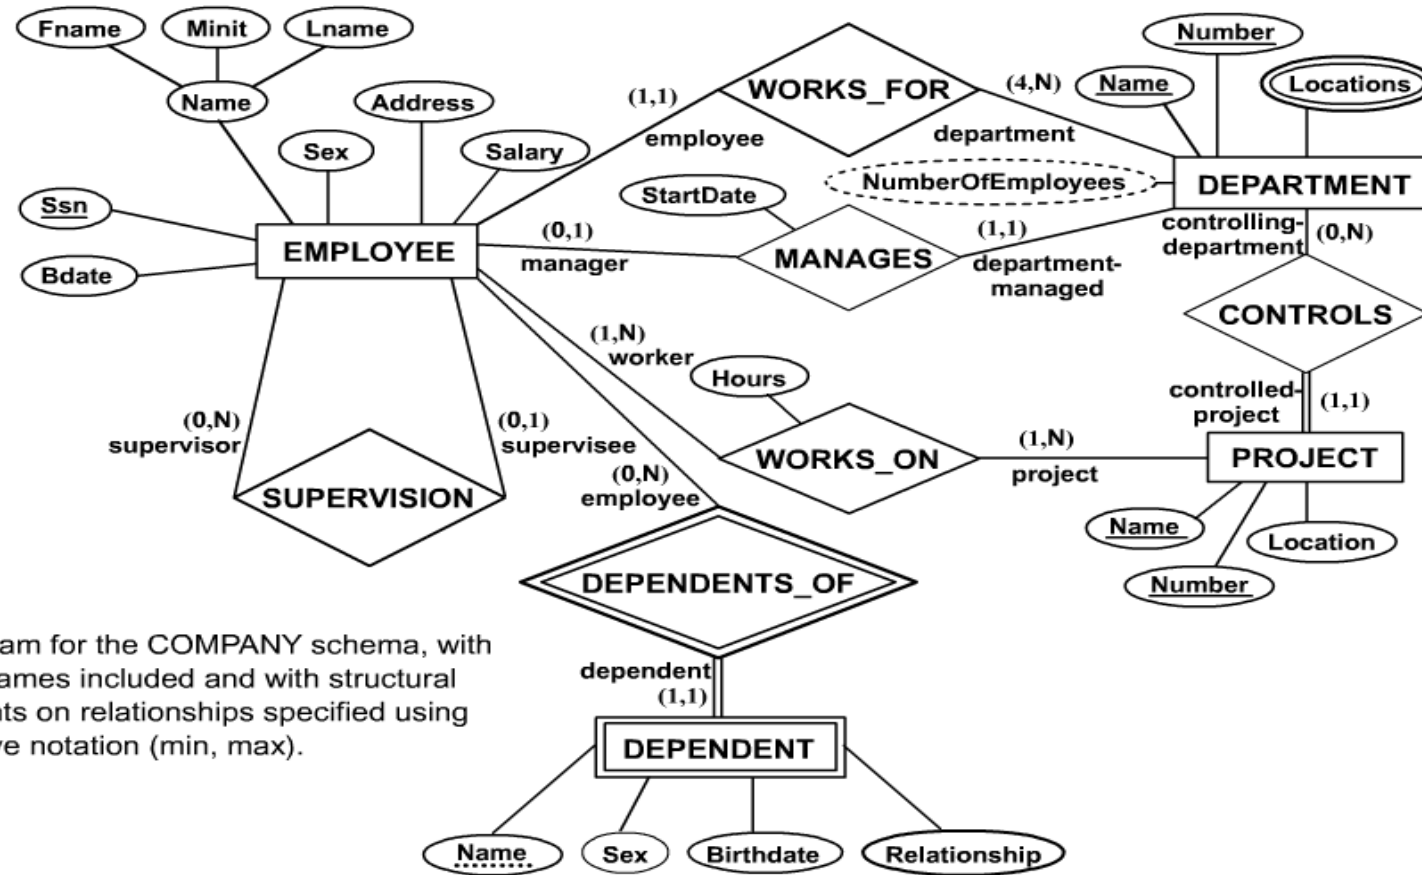 Fname
Minit
Lname
Name
Address
Sex
Salary
Ssn
Bdate
EMPLOYEE
(1,1)
employee
WORKS_FOR
(4,N)
department
Number
Name
Locations
NumberOfEmployees
DEPARTMENT
StartDate
(0,1)
manager
MANAGES
(1,1)
department-
managed
controlling-
department
(0,N)
CONTROLS
(1,N)
worker
Hours
controlled-
project
(1,1)
(0,N)
supervisor
(0,1)
supervisee
SUPERVISION
WORKS_ON
(1,N)
project
PROJECT
(0,N)
employee
Name
Number
Location
DEPENDENTS_OF
am for the COMPANY schema, with
ames included and with structural
nts on relationships specified using
ve notation (min, max).
dependent
(1,1)
DEPENDENT
Name
Sex
Birthdate
Relationship